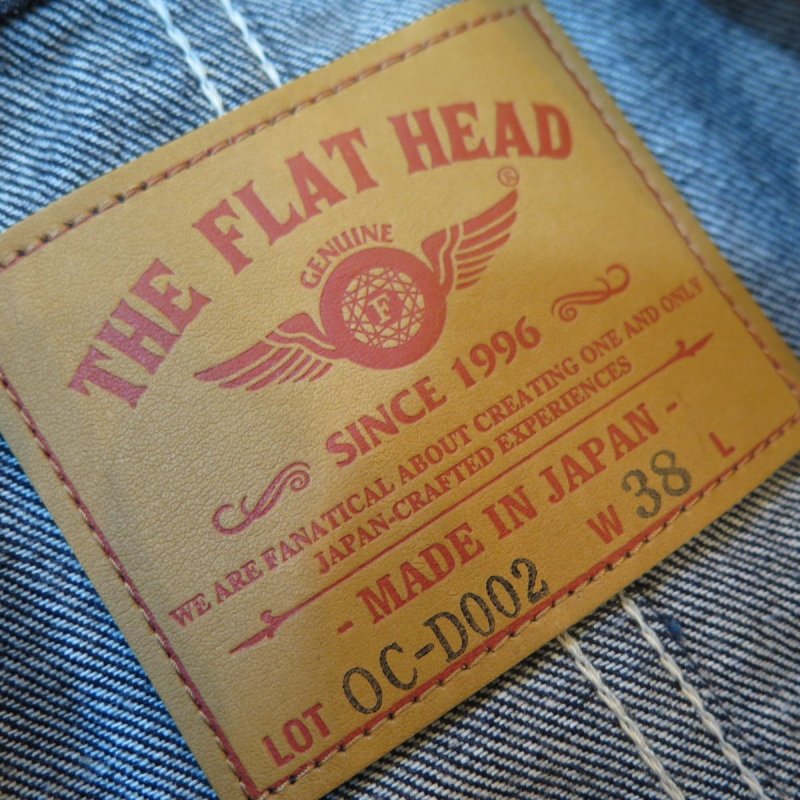 THE FLAT HEAD
®
GENUINE
F
SINCE 1996
WE ARE FANATICAL ABOUT CREATING ONE AND ONLY
JAPAN-CRAFTED EXPERIENCES
- MADE IN JAPAN -
LOT OC-D002 W 38 L